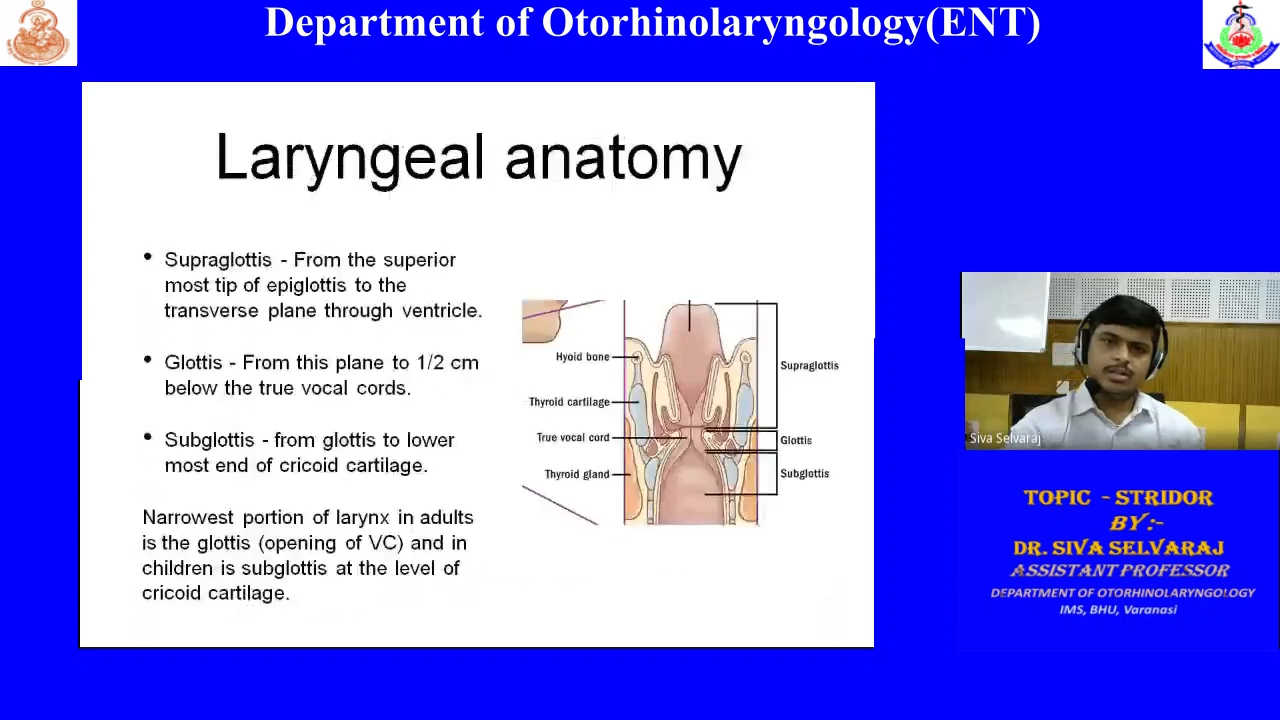 Department of Otorhinolaryngology(ENT)
Laryngeal anatomy
• Supraglottis - From the superior
most tip of epiglottis to the
transverse plane through ventricle.
• Glottis - From this plane to 1/2 cm
below the true vocal cords.
• Subglottis - from glottis to lower
most end of cricoid cartilage.
Narrowest portion of larynx in adults
is the glottis (opening of VC) and in
children is subglottis at the level of
cricoid cartilage.
Hyoid bone
Thyroid cartilage
True vocal cord
Thyroid gland
Supraglottis
Glottis
Subglottis
Siva Selvaraj
TOPIC - STRIDOR
BY:-
DR. SIVA SELVARAJ
ASSISTANT PROFESSOR
DEPARTMENT OF OTORHINOLARYNGOLOGY
IMS, BHU, Varanasi